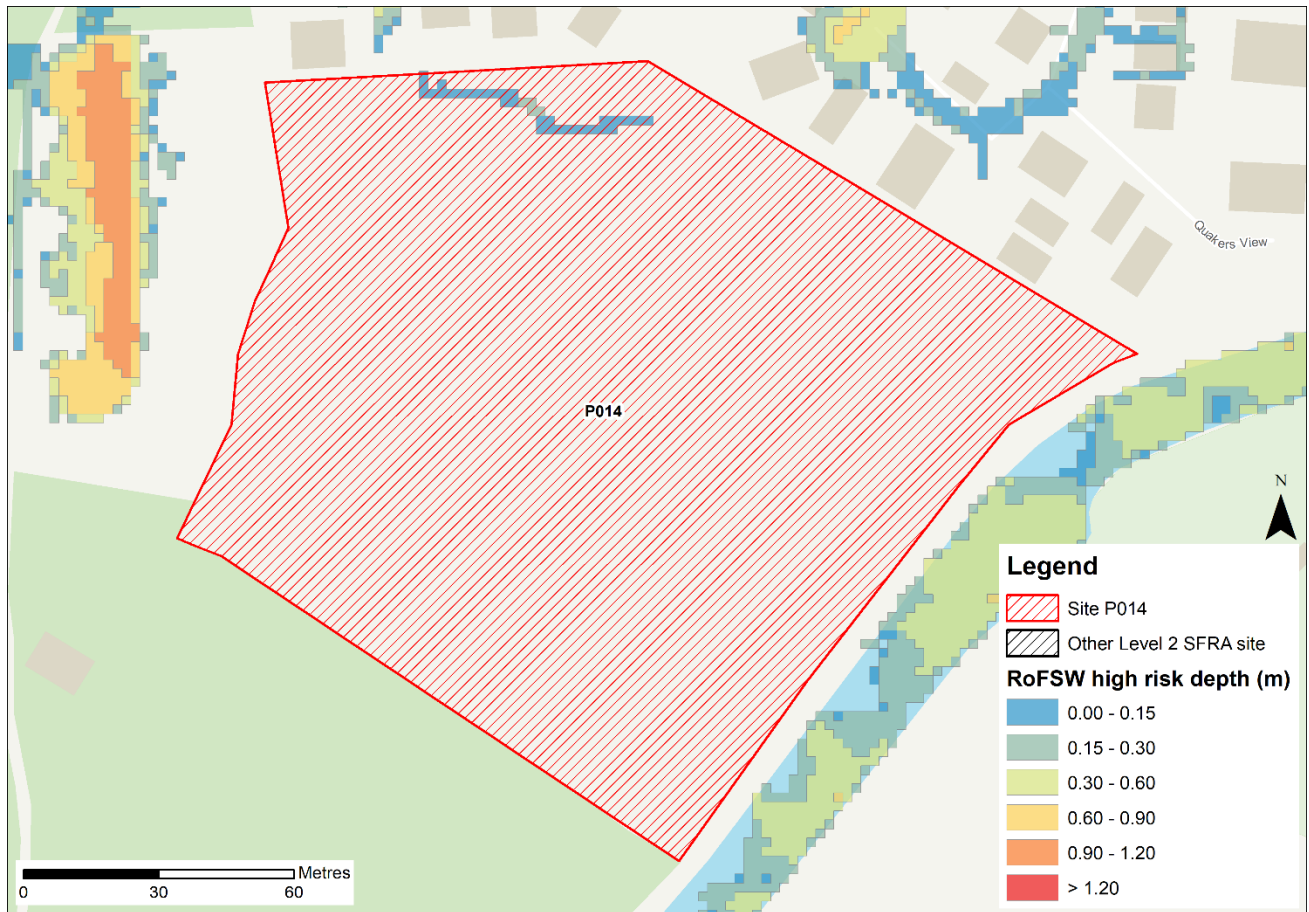 Quakers View
P014
N
Legend
Site P014
Other Level 2 SFRA site
RoFSW high risk depth (m)
0.00 - 0.15
0.15 - 0.30
0.30 - 0.60
0.60 - 0.90
0.90 - 1.20
> 1.20
Metres
0 30 60